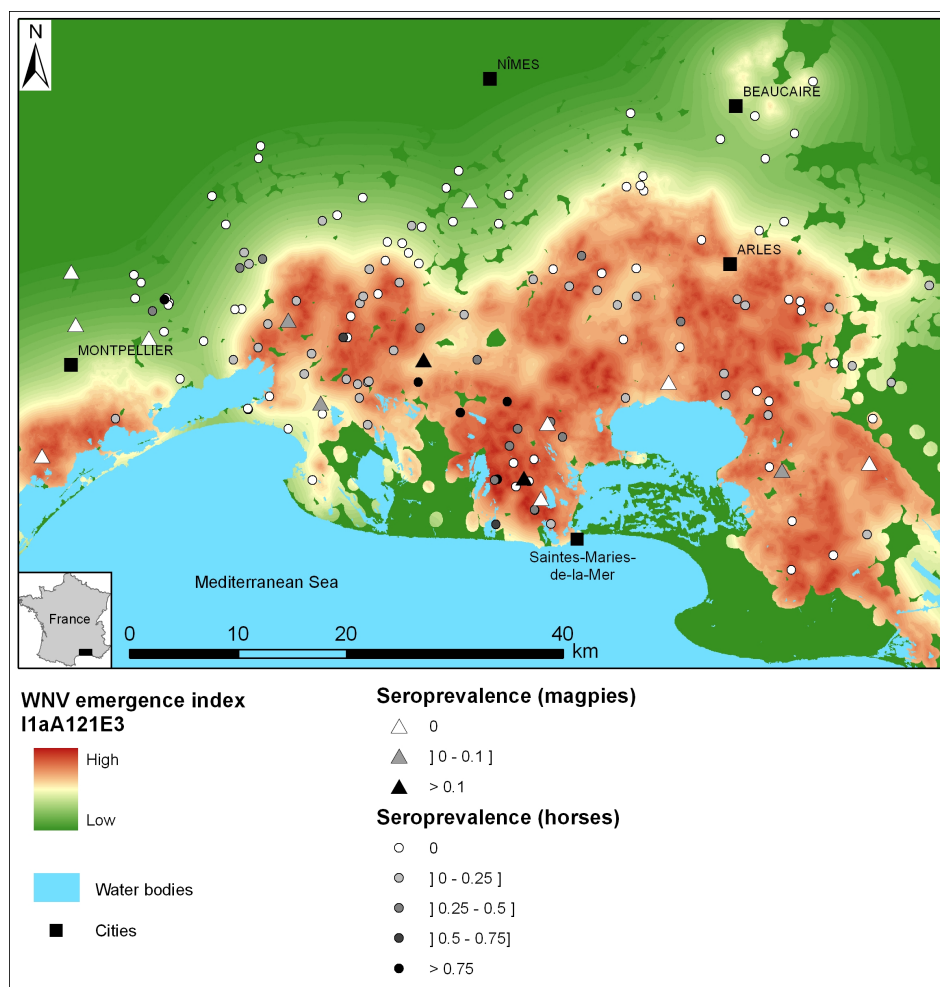 N
NÎMES
BEAUCAIRE
ARLES
MONTPELLIER
Saintes-Maries-
de-la-Mer
Mediterranean Sea
France
0 10 20 40
km
WNV emergence index
I1aA121E3
High
Low
Water bodies
Cities
Seroprevalence (magpies)
0
] 0 - 0.1 ]
> 0.1
Seroprevalence (horses)
0
] 0 - 0.25 ]
] 0.25 - 0.5 ]
] 0.5 - 0.75]
> 0.75